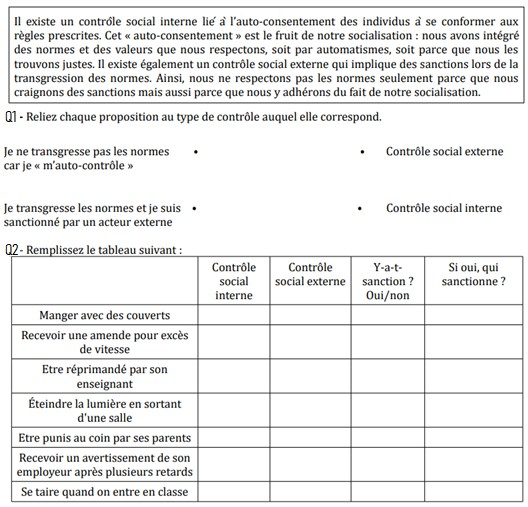 Il existe un contrôle social interne lié à l'auto-consentement des individus à se conformer aux
règles prescrites. Cet « auto-consentement » est le fruit de notre socialisation : nous avons intégré
des normes et des valeurs que nous respectons, soit par automatismes, soit parce que nous les
trouvons justes. Il existe également un contrôle social externe qui implique des sanctions lors de la
transgression des normes. Ainsi, nous ne respectons pas les normes seulement parce que nous
craignons des sanctions mais aussi parce que nous y adhérons du fait de notre socialisation.
Q1 - Reliez chaque proposition au type de contrôle auquel elle correspond.
Je ne transgresse pas les normes • • Contrôle social externe
car je « m'auto-contrôle »
Je transgresse les normes et je suis • • Contrôle social interne
sanctionné par un acteur externe
Q2- Remplissez le tableau suivant :
Contrôle Contrôle Y-a-t- Si oui, qui
social social externe sanction ? sanctionne ?
interne Oui/non
Manger avec des couverts
Recevoir une amende pour excès
de vitesse
Etre réprimandé par son
enseignant
Éteindre la lumière en sortant
d'une salle
Etre punis au coin par ses parents
Recevoir un avertissement de son
employeur après plusieurs retards
Se taire quand on entre en classe